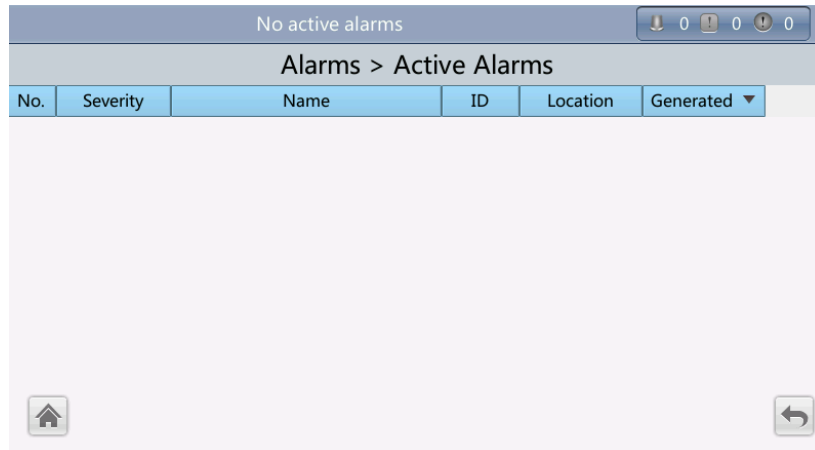 No active alarms 0 0 0
Alarms > Active Alarms
No. Severity Name ID Location Generated